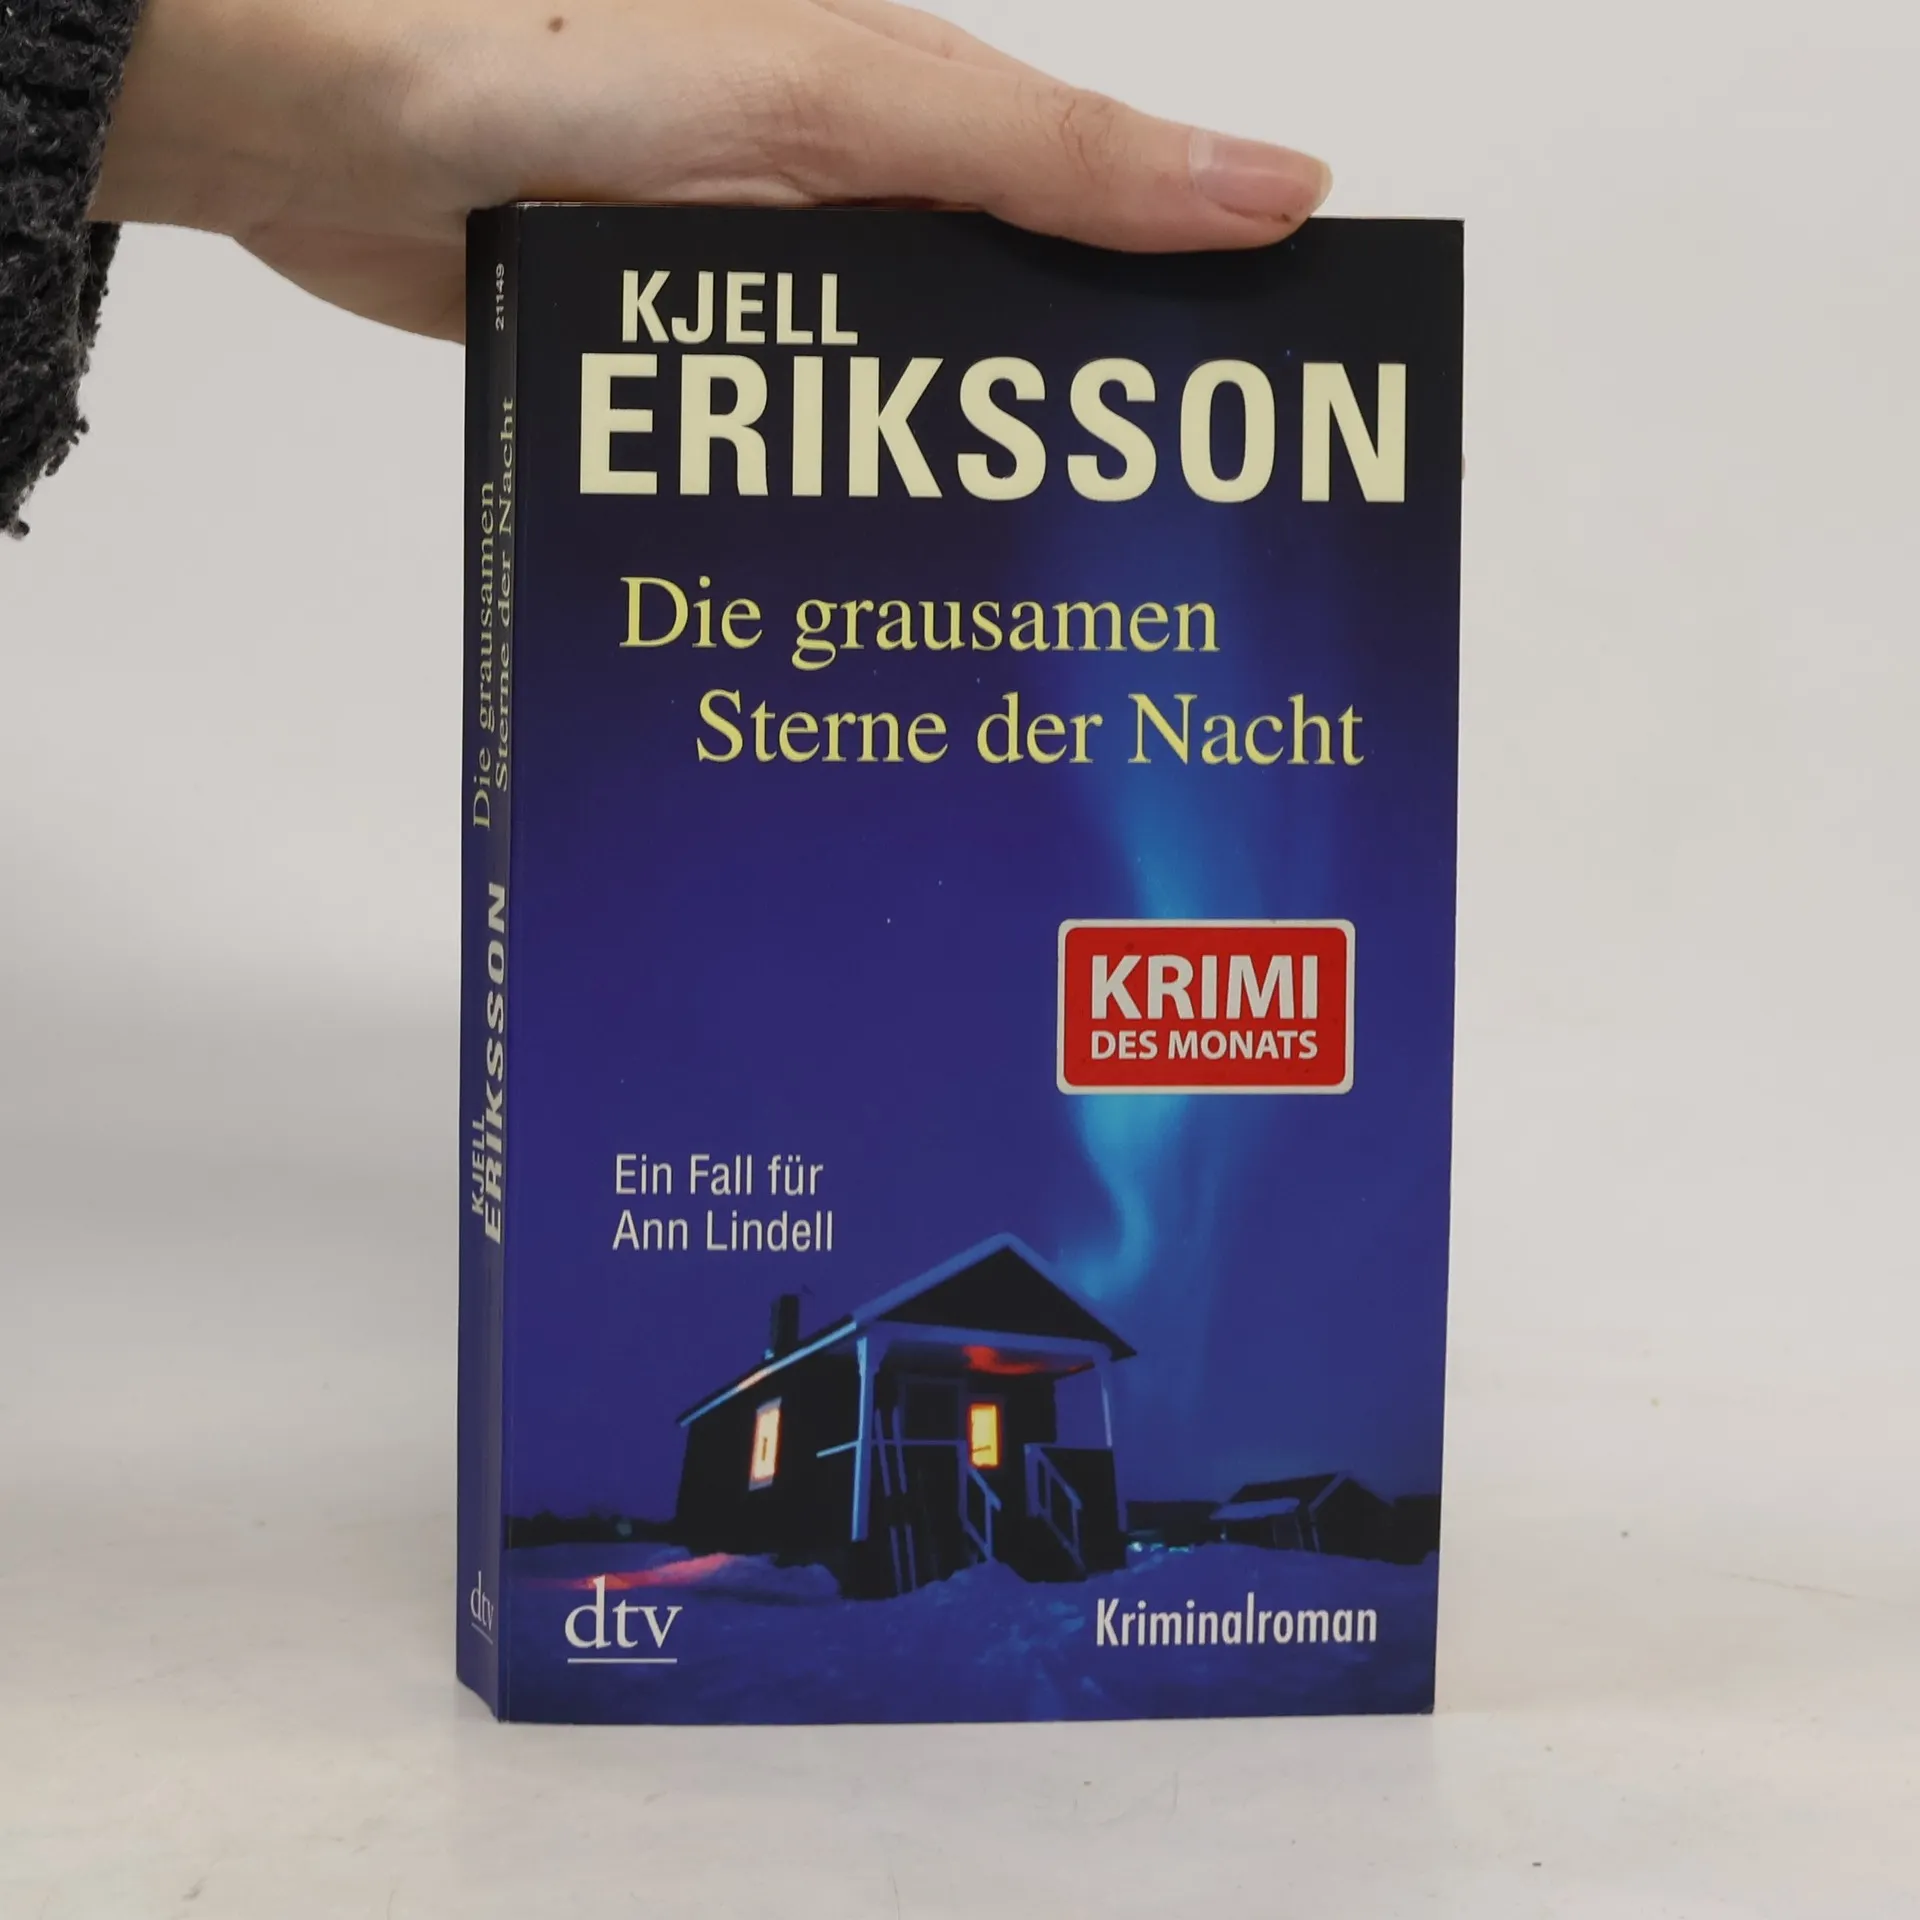 KJELL
ERIKSSON
Die grausamen
Sterne der Nacht
KRIMI
DES MONATS
Ein Fall für
Ann Lindell
dtv
Kriminalroman
21149
Die grausamen
Sterne der Nacht
KJELL
ERIKSSON
dtv